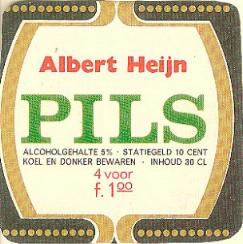 Albert Heijn
PILS
ALCOHOLGEHALTE 5% - STATIEGELD 10 CENT
KOEL EN DONKER BEWAREN - INHOUD 30 CL
4 voor
f. 1.00